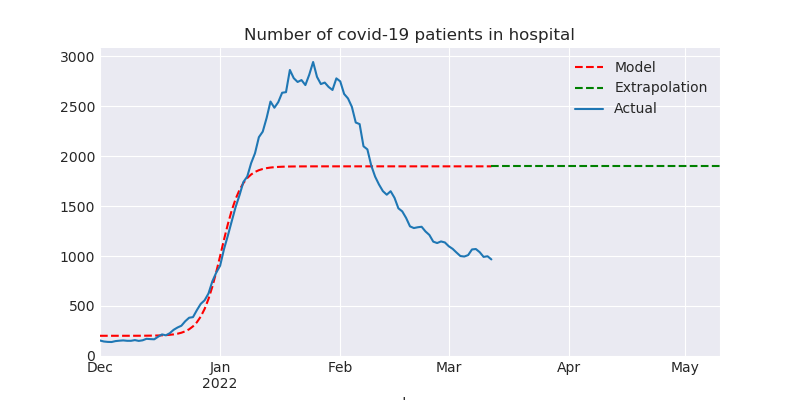 Number of covid-19 patients in hospital
3000
2500
2000
1500
1000
500
0
Model
Extrapolation
Actual
Dec
Jan
2022
Feb
Mar
Apr
May